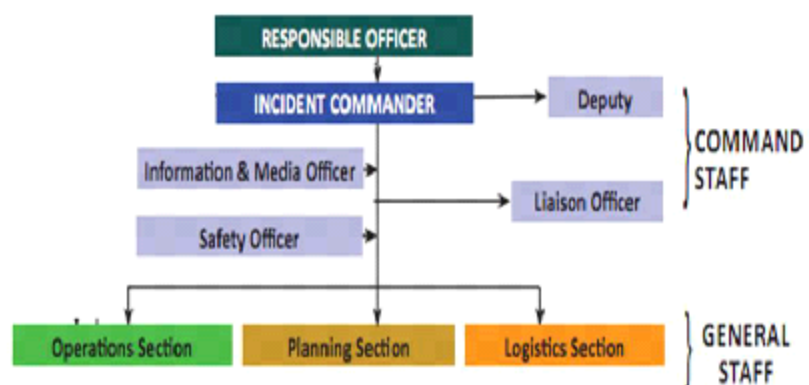 RESPONSIBLE OFFICER
INCIDENT COMMANDER
Deputy
COMMAND
STAFF
Information & Media Officer
Liaison Officer
Safety Officer
Operations Section
Planning Section
Logistics Section
GENERAL
STAFF